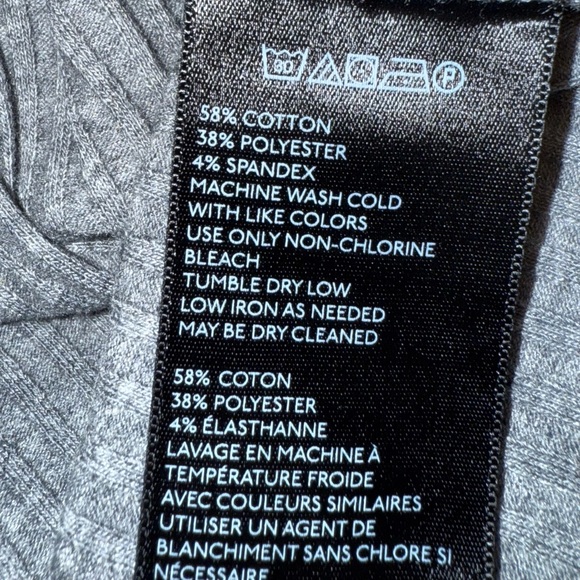 58% COTTON
38% POLYESTER
4% SPANDEX
MACHINE WASH COLD
WITH LIKE COLORS
USE ONLY NON-CHLORINE
BLEACH
TUMBLE DRY LOW
LOW IRON AS NEEDED
MAY BE DRY CLEANED
58% COTON
38% POLYESTER
4% ÉLASTHANNE
LAVAGE EN MACHINE À
TEMPÉRATURE FROIDE
AVEC COULEURS SIMILAIRES
UTILISER UN AGENT DE
BLANCHIMENT SANS CHLORE SI
NÉCESSAIRE